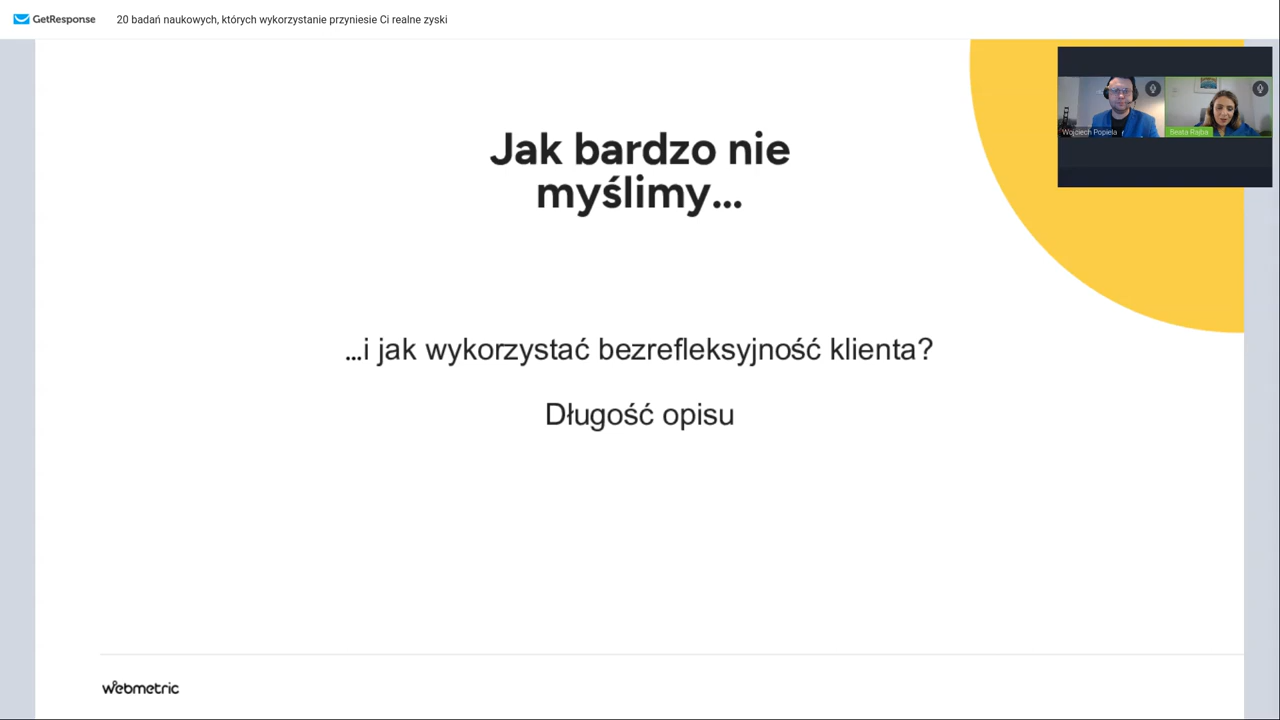 GetResponse 20 badań naukowych, których wykorzystanie przyniesie Ci realne zyski
Wojciech Popiela
Beata Rajba
Jak bardzo nie
myślimy...
...i jak wykorzystać bezrefleksyjność klienta?
Długość opisu
webmetric